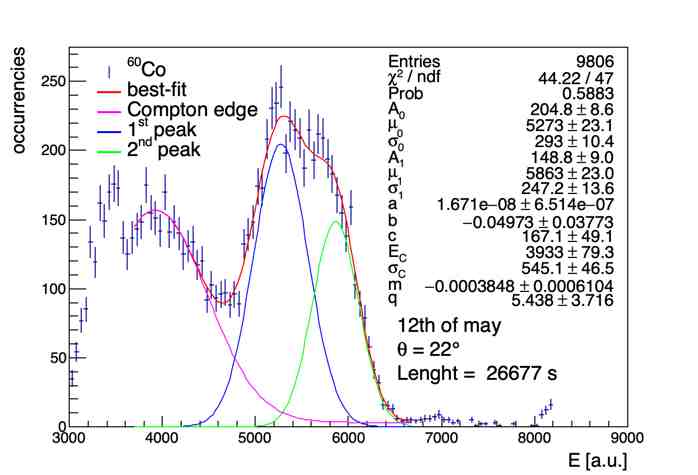 occurrencies
250
200
150
100
50
0
3000 4000 5000 6000 7000 8000 9000
E [a.u.]
⁶⁰Co
best-fit
Compton edge
1ˢᵗ peak
2ⁿᵈ peak
Entries 9806
χ² / ndf 44.22 / 47
Prob 0.5883
A₀ 204.8 ± 8.6
μ₀ 5273 ± 23.1
σ₀ 293 ± 10.4
A₁ 148.8 ± 9.0
μ₁ 5863 ± 23.0
σ₁ 247.2 ± 13.6
a 1.671e−08 ± 6.514e−07
b −0.04973 ± 0.03773
c 167.1 ± 49.1
E_C 3933 ± 79.3
σ_C 545.1 ± 46.5
m −0.0003848 ± 0.0006104
q 5.438 ± 3.716
12th of may
θ = 22°
Lenght = 26677 s